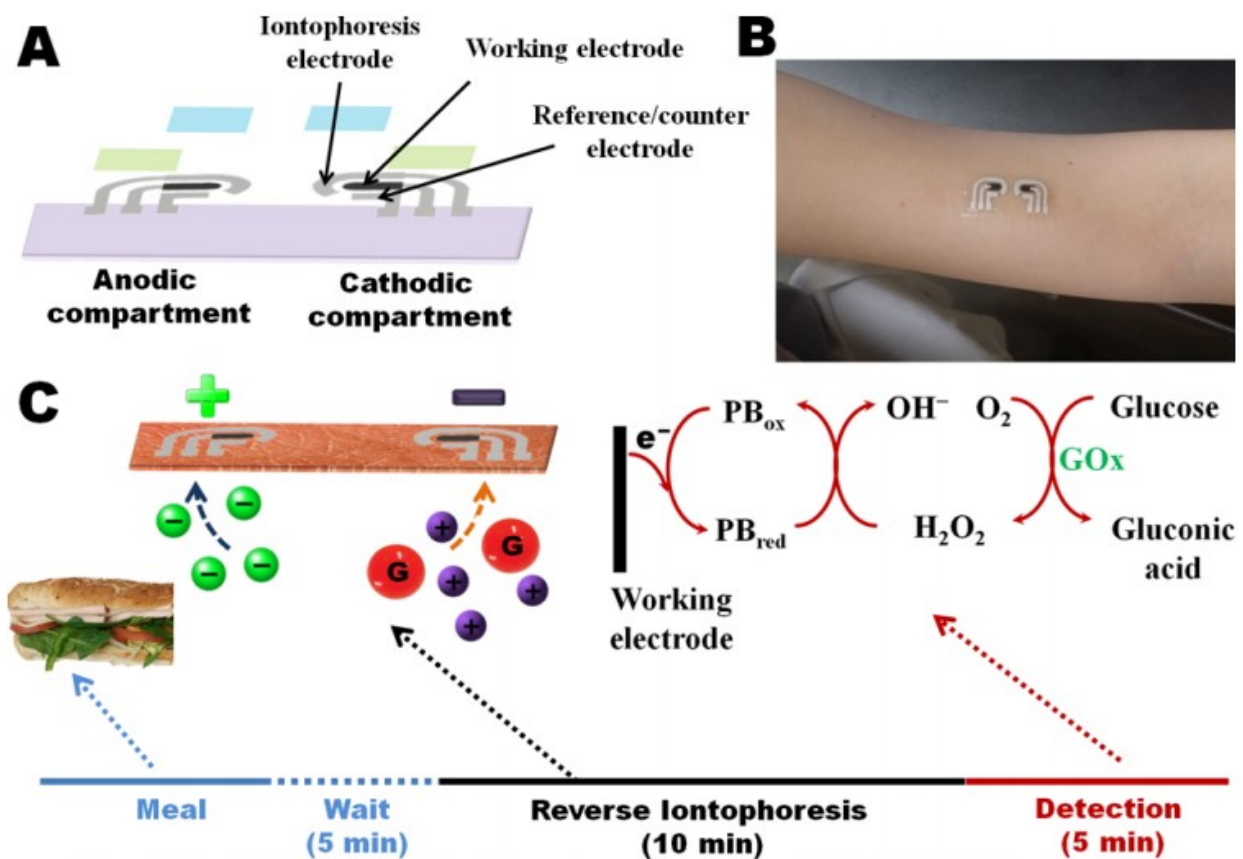 A
Iontophoresis
electrode
Working electrode
Reference/counter
electrode
Anodic
compartment
Cathodic
compartment
B
C
G
G
e⁻
PBox
PBred
Working
electrode
OH⁻
O₂
Glucose
GOx
H₂O₂
Gluconic
acid
Meal
Wait
(5 min)
Reverse Iontophoresis
(10 min)
Detection
(5 min)